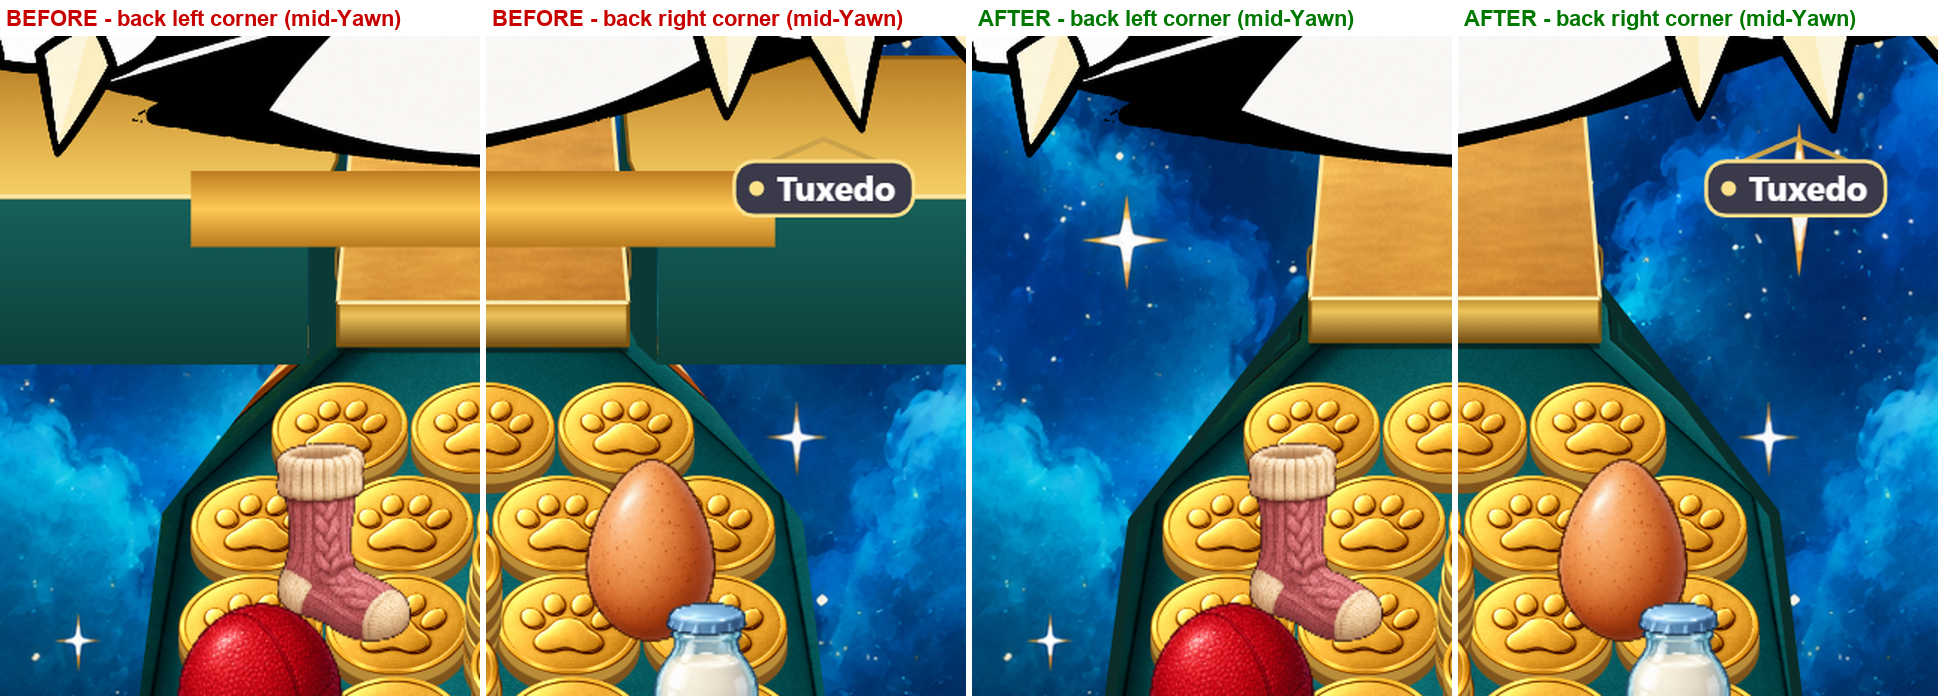 BEFORE - back left corner (mid-Yawn)
BEFORE - back right corner (mid-Yawn)
AFTER - back left corner (mid-Yawn)
AFTER - back right corner (mid-Yawn)
Tuxedo
Tuxedo